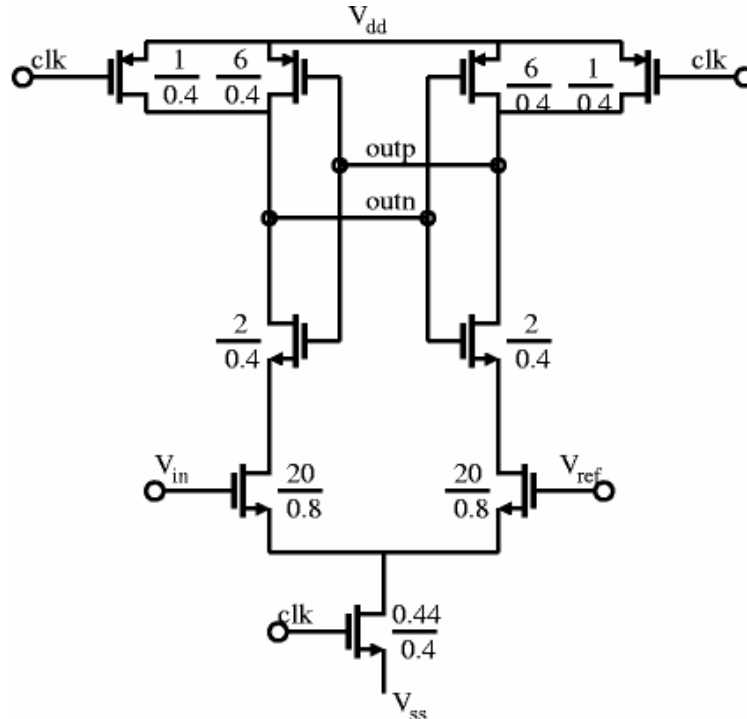 V_dd
clk
1/0.4
6/0.4
6/0.4
1/0.4
clk
outp
outn
2/0.4
2/0.4
V_in
20/0.8
20/0.8
V_ref
clk
0.44/0.4
V_ss